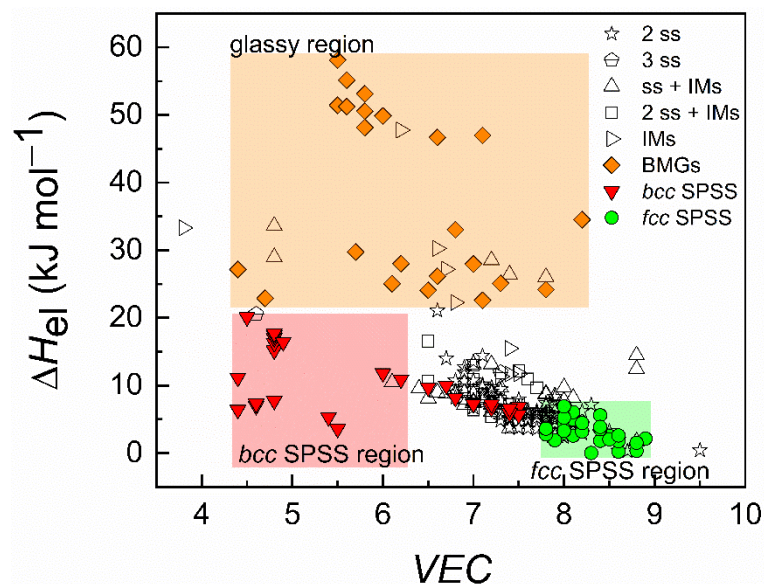 glassy region
2 ss
3 ss
ss + IMs
2 ss + IMs
IMs
BMGs
bcc SPSS
fcc SPSS
60
50
40
30
20
10
0
ΔHel (kJ mol⁻¹)
bcc SPSS region
fcc SPSS region
4 5 6 7 8 9 10
VEC